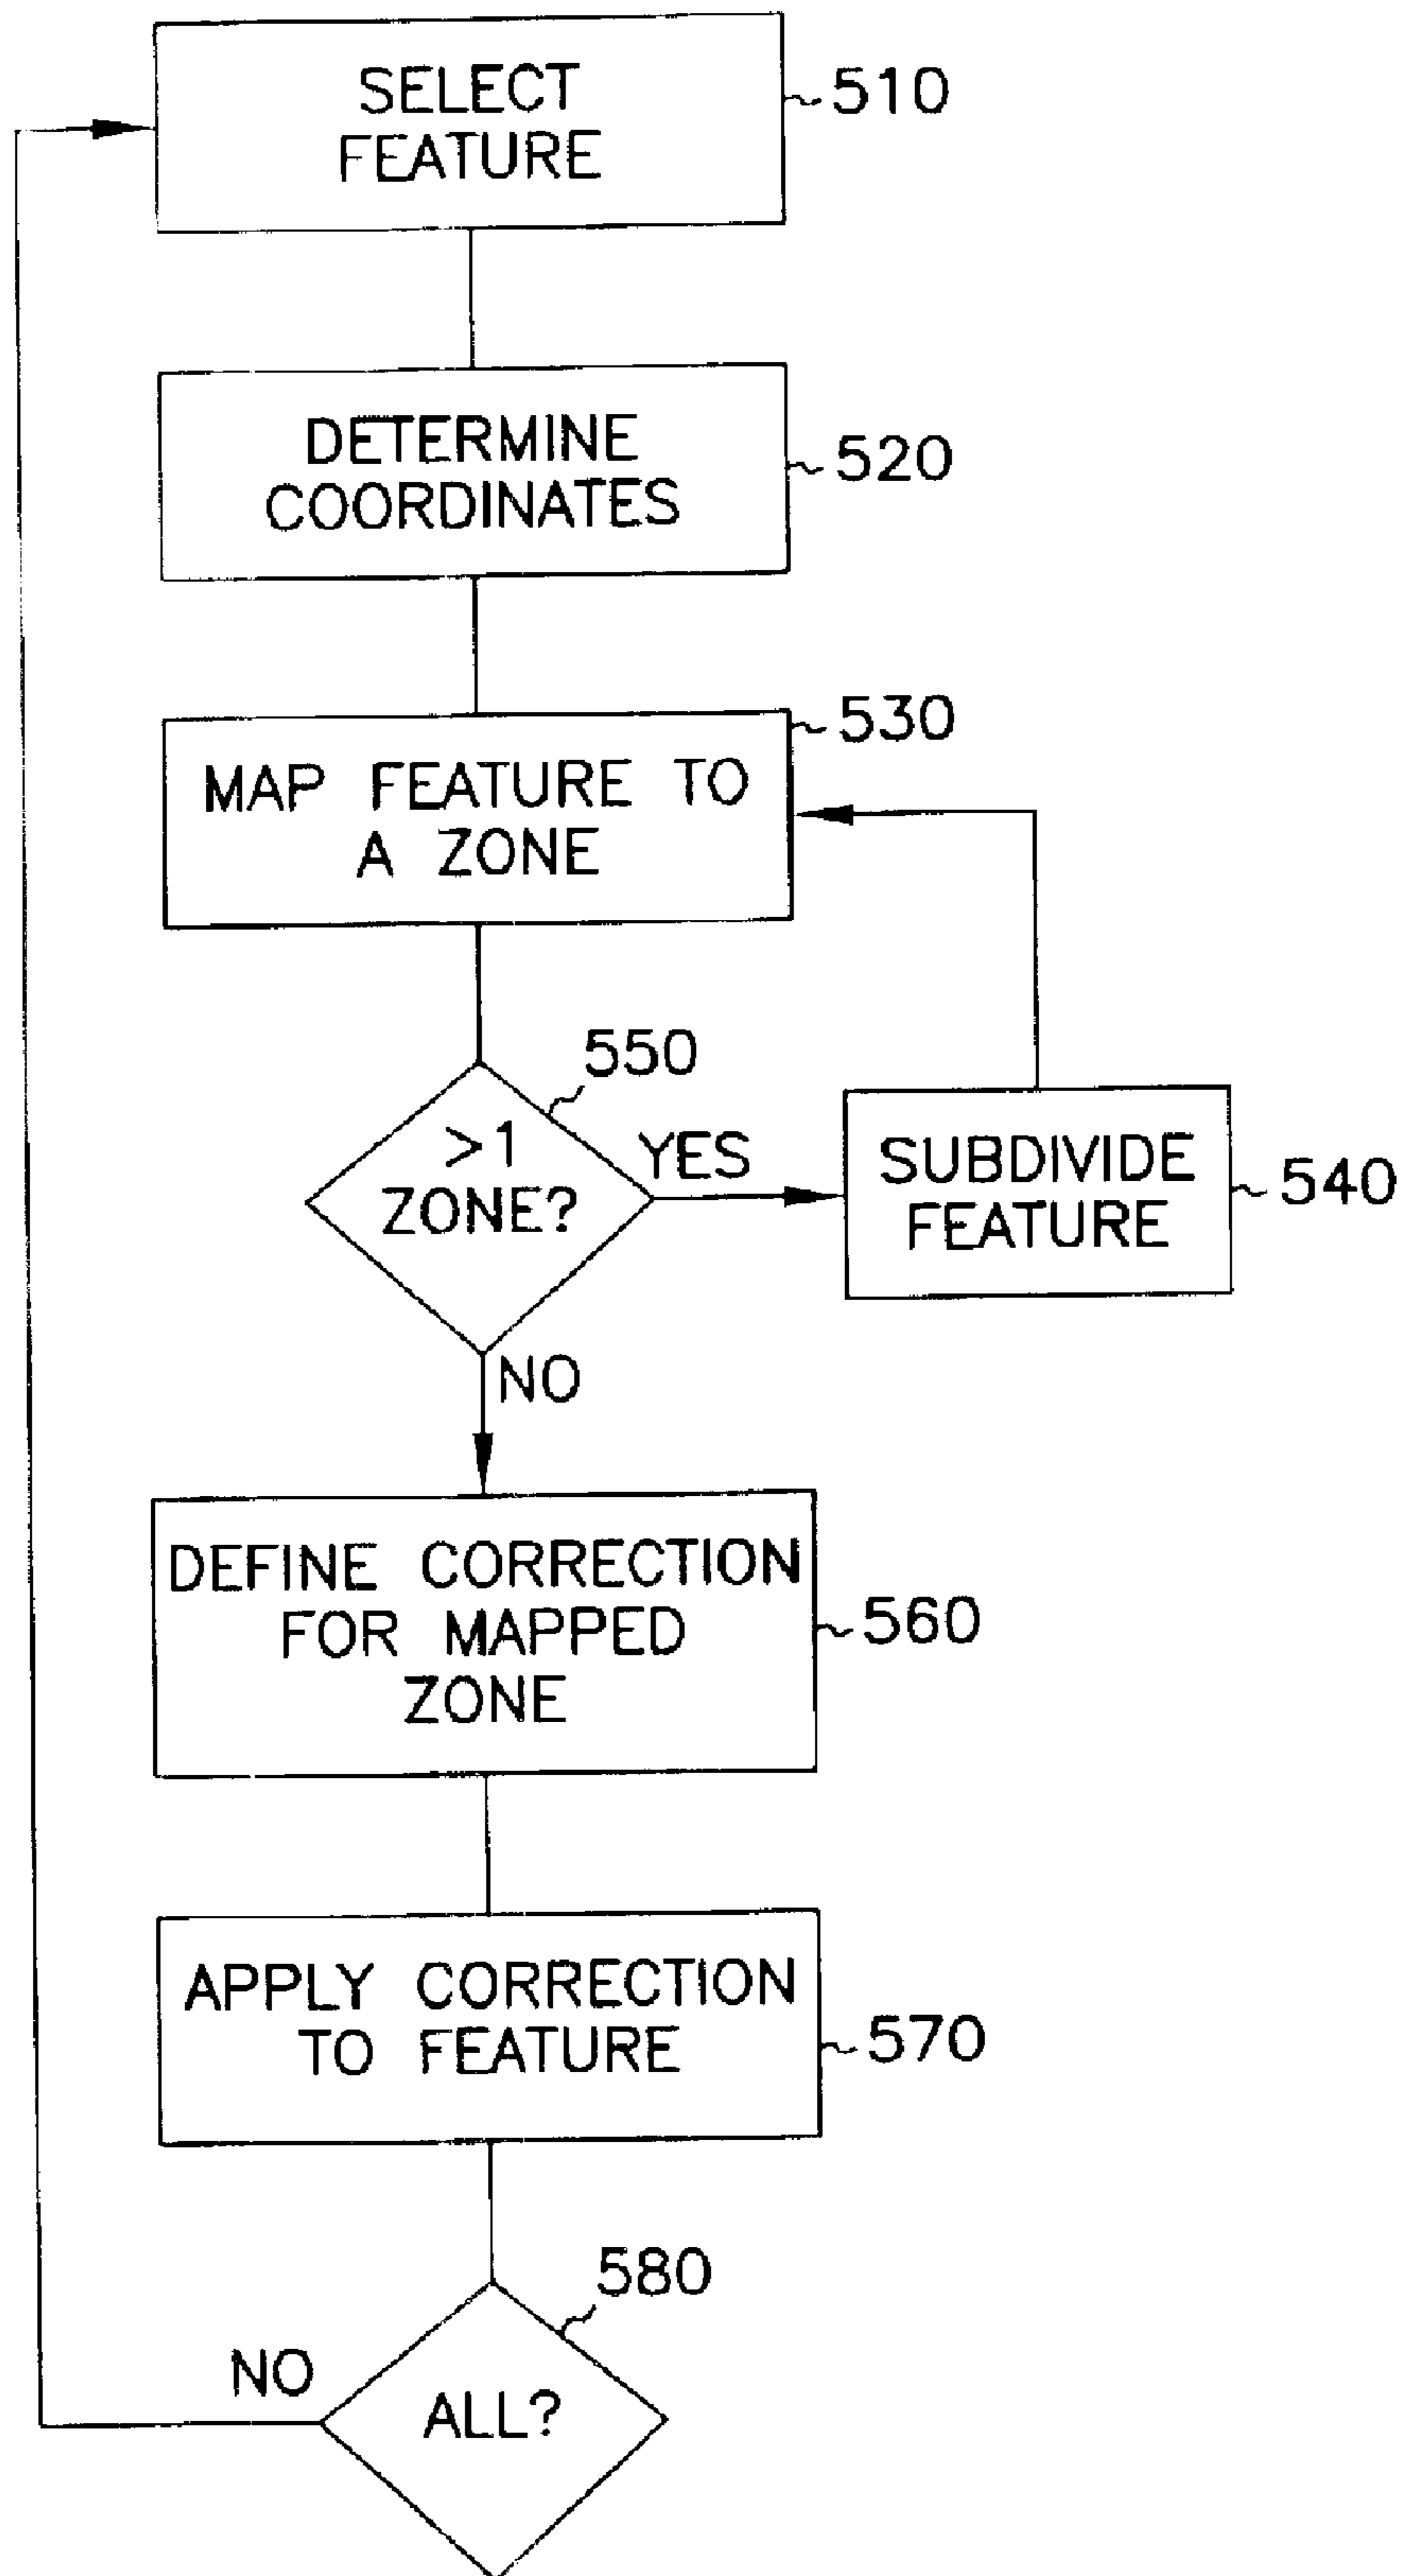 SELECT
FEATURE
510
DETERMINE
COORDINATES
520
530
MAP FEATURE TO
A ZONE
550
>1
ZONE?
YES
SUBDIVIDE
FEATURE
540
NO
DEFINE CORRECTION
FOR MAPPED
ZONE
560
APPLY CORRECTION
TO FEATURE
570
580
NO
ALL?